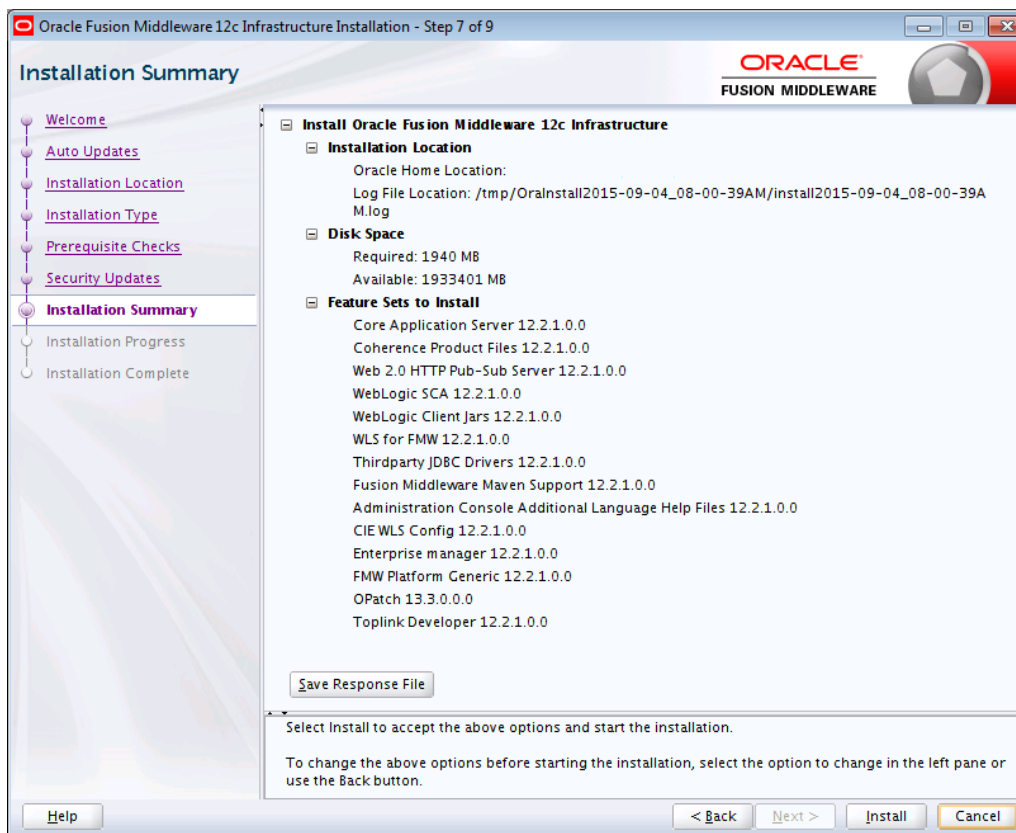 Oracle Fusion Middleware 12c Infrastructure Installation - Step 7 of 9
Installation Summary
ORACLE
FUSION MIDDLEWARE
Welcome
Auto Updates
Installation Location
Installation Type
Prerequisite Checks
Security Updates
Installation Summary
Installation Progress
Installation Complete
Install Oracle Fusion Middleware 12c Infrastructure
Installation Location
Oracle Home Location:
Log File Location: /tmp/OraInstall2015-09-04_08-00-39AM/install2015-09-04_08-00-39A
M.log
Disk Space
Required: 1940 MB
Available: 1933401 MB
Feature Sets to Install
Core Application Server 12.2.1.0.0
Coherence Product Files 12.2.1.0.0
Web 2.0 HTTP Pub-Sub Server 12.2.1.0.0
WebLogic SCA 12.2.1.0.0
WebLogic Client Jars 12.2.1.0.0
WLS for FMW 12.2.1.0.0
Thirdparty JDBC Drivers 12.2.1.0.0
Fusion Middleware Maven Support 12.2.1.0.0
Administration Console Additional Language Help Files 12.2.1.0.0
CIE WLS Config 12.2.1.0.0
Enterprise manager 12.2.1.0.0
FMW Platform Generic 12.2.1.0.0
OPatch 13.3.0.0.0
Toplink Developer 12.2.1.0.0
Save Response File
Select Install to accept the above options and start the installation.
To change the above options before starting the installation, select the option to change in the left pane or
use the Back button.
Help
< Back
Next >
Install
Cancel